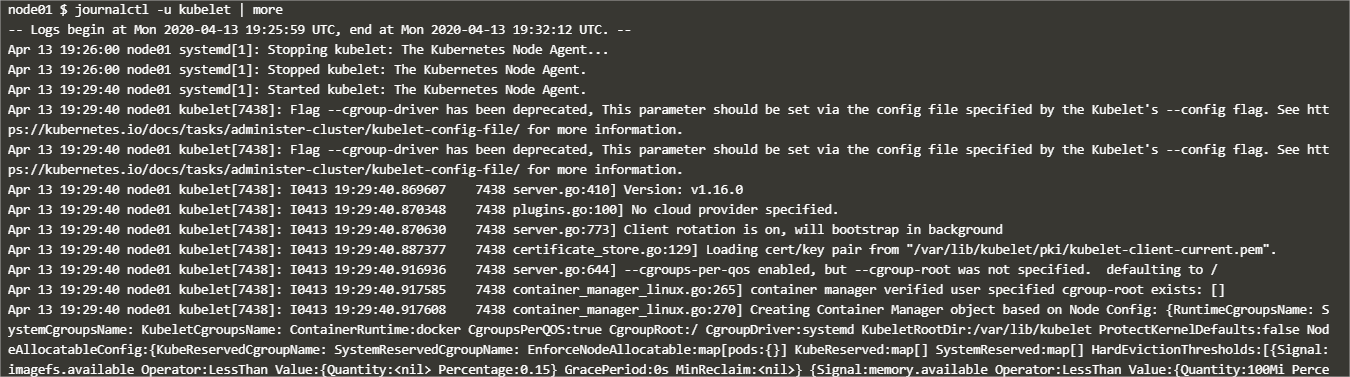 node01 $ journalctl -u kubelet | more
-- Logs begin at Mon 2020-04-13 19:25:59 UTC, end at Mon 2020-04-13 19:32:12 UTC. --
Apr 13 19:26:00 node01 systemd[1]: Stopping kubelet: The Kubernetes Node Agent...
Apr 13 19:26:00 node01 systemd[1]: Stopped kubelet: The Kubernetes Node Agent.
Apr 13 19:29:40 node01 systemd[1]: Started kubelet: The Kubernetes Node Agent.
Apr 13 19:29:40 node01 kubelet[7438]: Flag --cgroup-driver has been deprecated, This parameter should be set via the config file specified by the Kubelet's --config flag. See htt
ps://kubernetes.io/docs/tasks/administer-cluster/kubelet-config-file/ for more information.
Apr 13 19:29:40 node01 kubelet[7438]: Flag --cgroup-driver has been deprecated, This parameter should be set via the config file specified by the Kubelet's --config flag. See htt
ps://kubernetes.io/docs/tasks/administer-cluster/kubelet-config-file/ for more information.
Apr 13 19:29:40 node01 kubelet[7438]: I0413 19:29:40.869607    7438 server.go:410] Version: v1.16.0
Apr 13 19:29:40 node01 kubelet[7438]: I0413 19:29:40.870348    7438 plugins.go:100] No cloud provider specified.
Apr 13 19:29:40 node01 kubelet[7438]: I0413 19:29:40.870630    7438 server.go:773] Client rotation is on, will bootstrap in background
Apr 13 19:29:40 node01 kubelet[7438]: I0413 19:29:40.887377    7438 certificate_store.go:129] Loading cert/key pair from "/var/lib/kubelet/pki/kubelet-client-current.pem".
Apr 13 19:29:40 node01 kubelet[7438]: I0413 19:29:40.916936    7438 server.go:644] --cgroups-per-qos enabled, but --cgroup-root was not specified.  defaulting to /
Apr 13 19:29:40 node01 kubelet[7438]: I0413 19:29:40.917585    7438 container_manager_linux.go:265] container manager verified user specified cgroup-root exists: []
Apr 13 19:29:40 node01 kubelet[7438]: I0413 19:29:40.917608    7438 container_manager_linux.go:270] Creating Container Manager object based on Node Config: {RuntimeCgroupsName: S
ystemCgroupsName: KubeletCgroupsName: ContainerRuntime:docker CgroupsPerQOS:true CgroupRoot:/ CgroupDriver:systemd KubeletRootDir:/var/lib/kubelet ProtectKernelDefaults:false Nod
eAllocatableConfig:{KubeReservedCgroupName: SystemReservedCgroupName: EnforceNodeAllocatable:map[pods:{}] KubeReserved:map[] SystemReserved:map[] HardEvictionThresholds:[{Signal:
imagefs.available Operator:LessThan Value:{Quantity:<nil> Percentage:0.15} GracePeriod:0s MinReclaim:<nil>} {Signal:memory.available Operator:LessThan Value:{Quantity:100Mi Perce